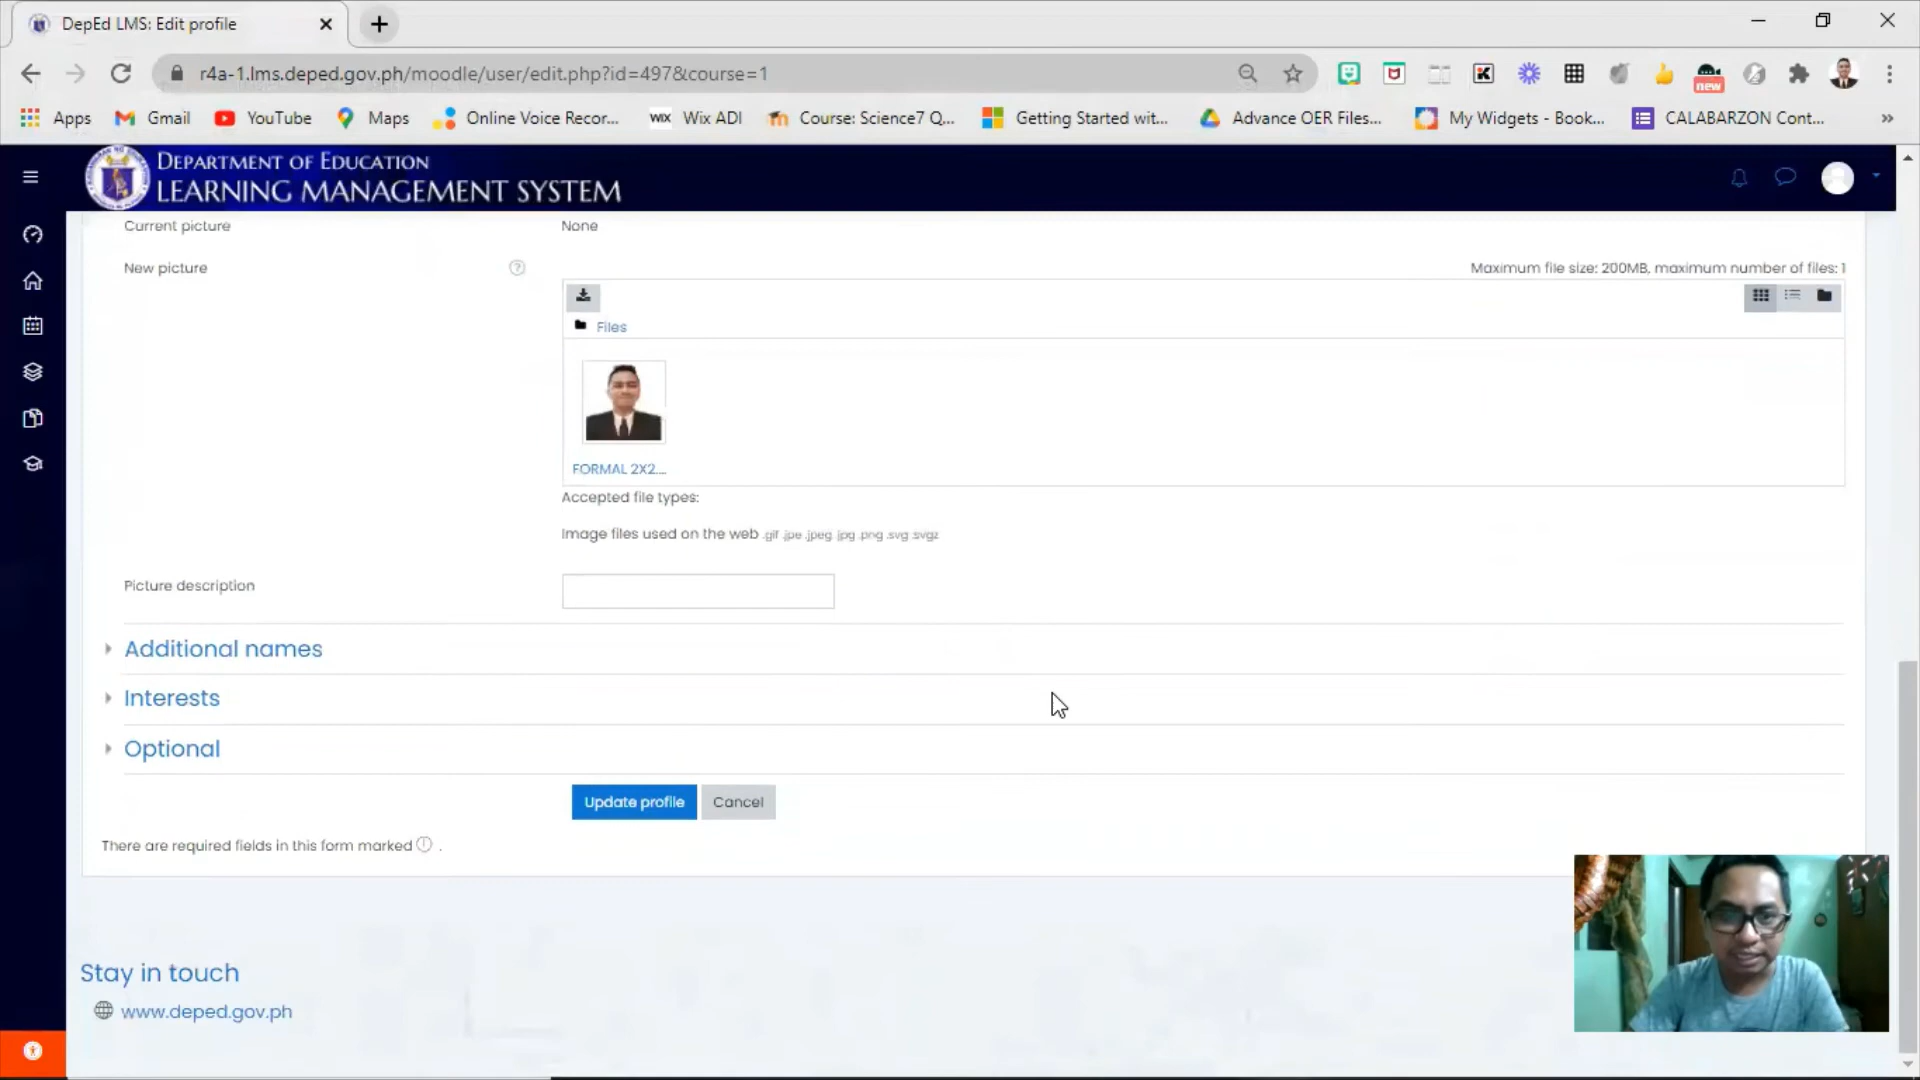 DepEd LMS: Edit profile
r4a-1.lms.deped.gov.ph/moodle/user/edit.php?id=497&course=1
new
Apps
Gmail
YouTube
Maps
Online Voice Recor...
WIX Wix ADI
Course: Science7 Q...
Getting Started wit...
Advance OER Files...
My Widgets - Book...
CALABARZON Cont...
DEPARTMENT OF EDUCATION
LEARNING MANAGEMENT SYSTEM
Current picture
None
New picture
Maximum file size: 200MB, maximum number of files: 1
Files
FORMAL 2X2....
Accepted file types:
Image files used on the web .gif .jpe .jpeg .jpg .png .svg .svgz
Picture description
Additional names
Interests
Optional
Update profile
Cancel
There are required fields in this form marked .
Stay in touch
www.deped.gov.ph